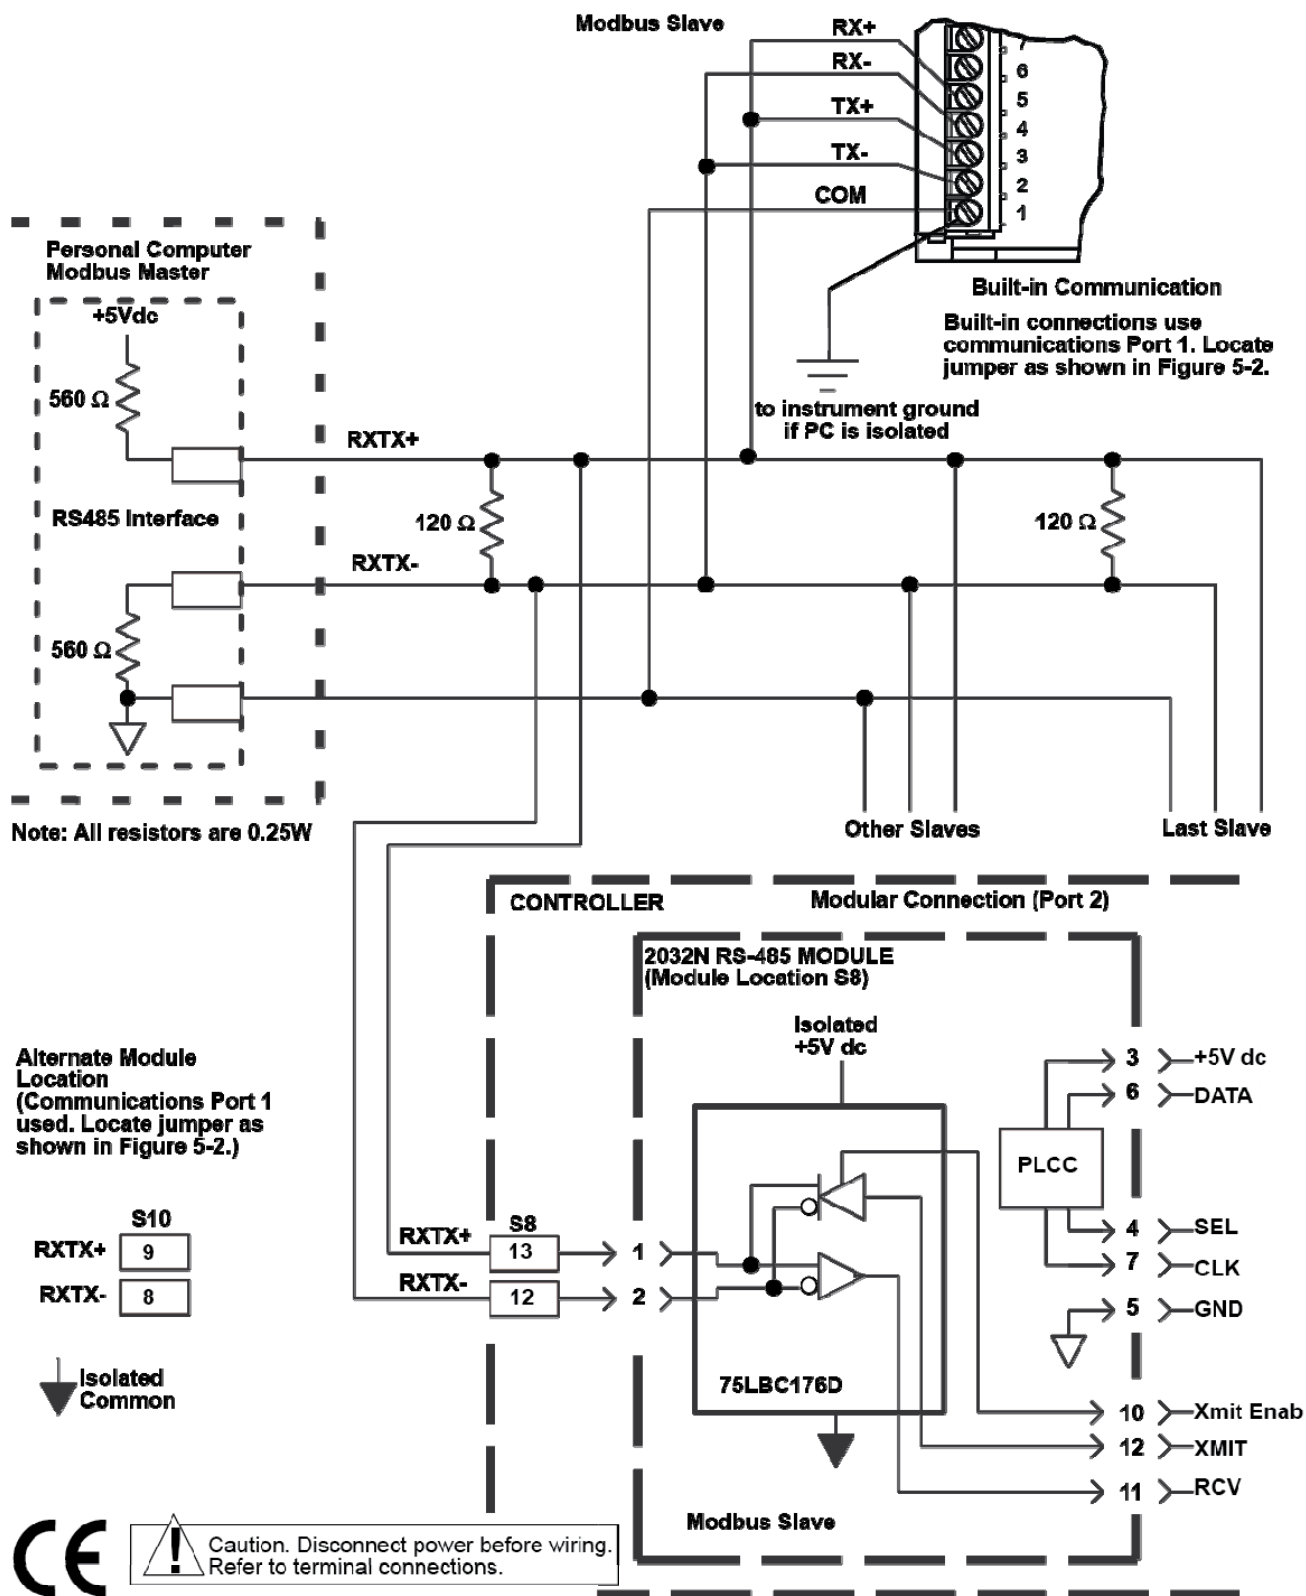 Modbus Slave
RX+
RX-
TX+
TX-
COM
7
6
5
4
3
2
1
Built-in Communication
Built-in connections use
communications Port 1. Locate
jumper as shown in Figure 5-2.
to instrument ground
if PC is isolated
Personal Computer
Modbus Master
+5Vdc
560 Ω
RS485 Interface
560 Ω
RXTX+
RXTX-
120 Ω
120 Ω
Note: All resistors are 0.25W
Other Slaves
Last Slave
CONTROLLER
Modular Connection (Port 2)
2032N RS-485 MODULE
(Module Location S8)
Isolated
+5V dc
Alternate Module
Location
(Communications Port 1
used. Locate jumper as
shown in Figure 5-2.)
S10
RXTX+ 9
RXTX- 8
Isolated
Common
S8
RXTX+ 13 1
RXTX- 12 2
75LBC176D
PLCC
3 +5V dc
6 DATA
4 SEL
7 CLK
5 GND
10 Xmit Enab
12 XMIT
11 RCV
Modbus Slave
CE
!
Caution. Disconnect power before wiring.
Refer to terminal connections.